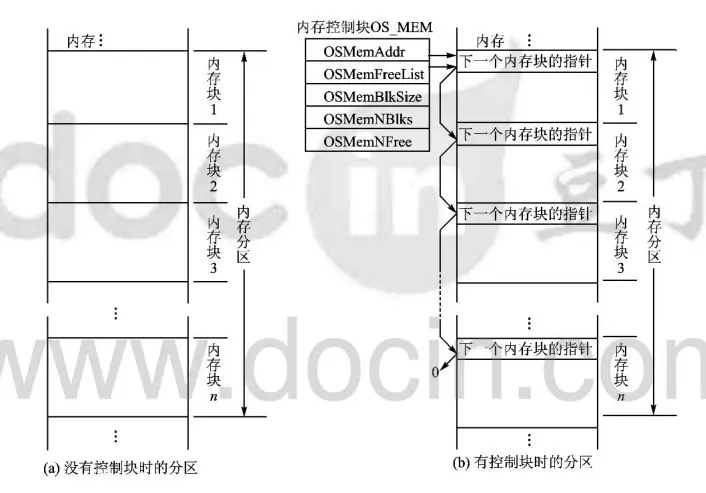 内存⋮
内存块1
内存块2
内存块3
⋮
内存块n
⋮
内存分区
(a) 没有控制块时的分区
内存控制块OS_MEM
OSMemAddr
OSMemFreeList
OSMemBlkSize
OSMemNBlks
OSMemNFree
内存 ⋮
下一个内存块的指针
内存块1
下一个内存块的指针
内存块2
下一个内存块的指针
内存块3
⋮
下一个内存块的指针
0
内存块n
⋮
内存分区
(b) 有控制块时的分区
docin
豆丁
www.docin.com